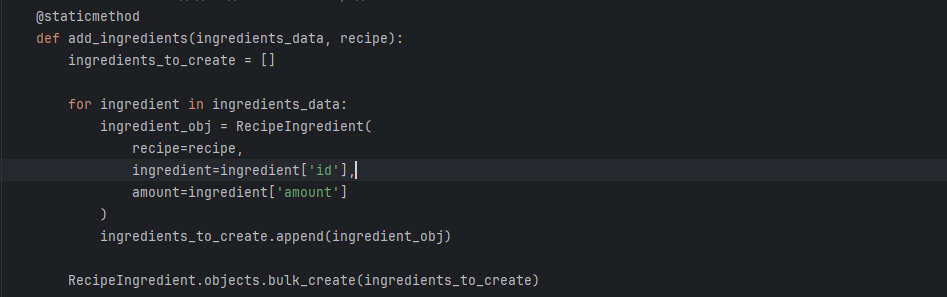 @staticmethod
def add_ingredients(ingredients_data, recipe):
    ingredients_to_create = []

    for ingredient in ingredients_data:
        ingredient_obj = RecipeIngredient(
            recipe=recipe,
            ingredient=ingredient['id'],
            amount=ingredient['amount']
        )
        ingredients_to_create.append(ingredient_obj)

    RecipeIngredient.objects.bulk_create(ingredients_to_create)